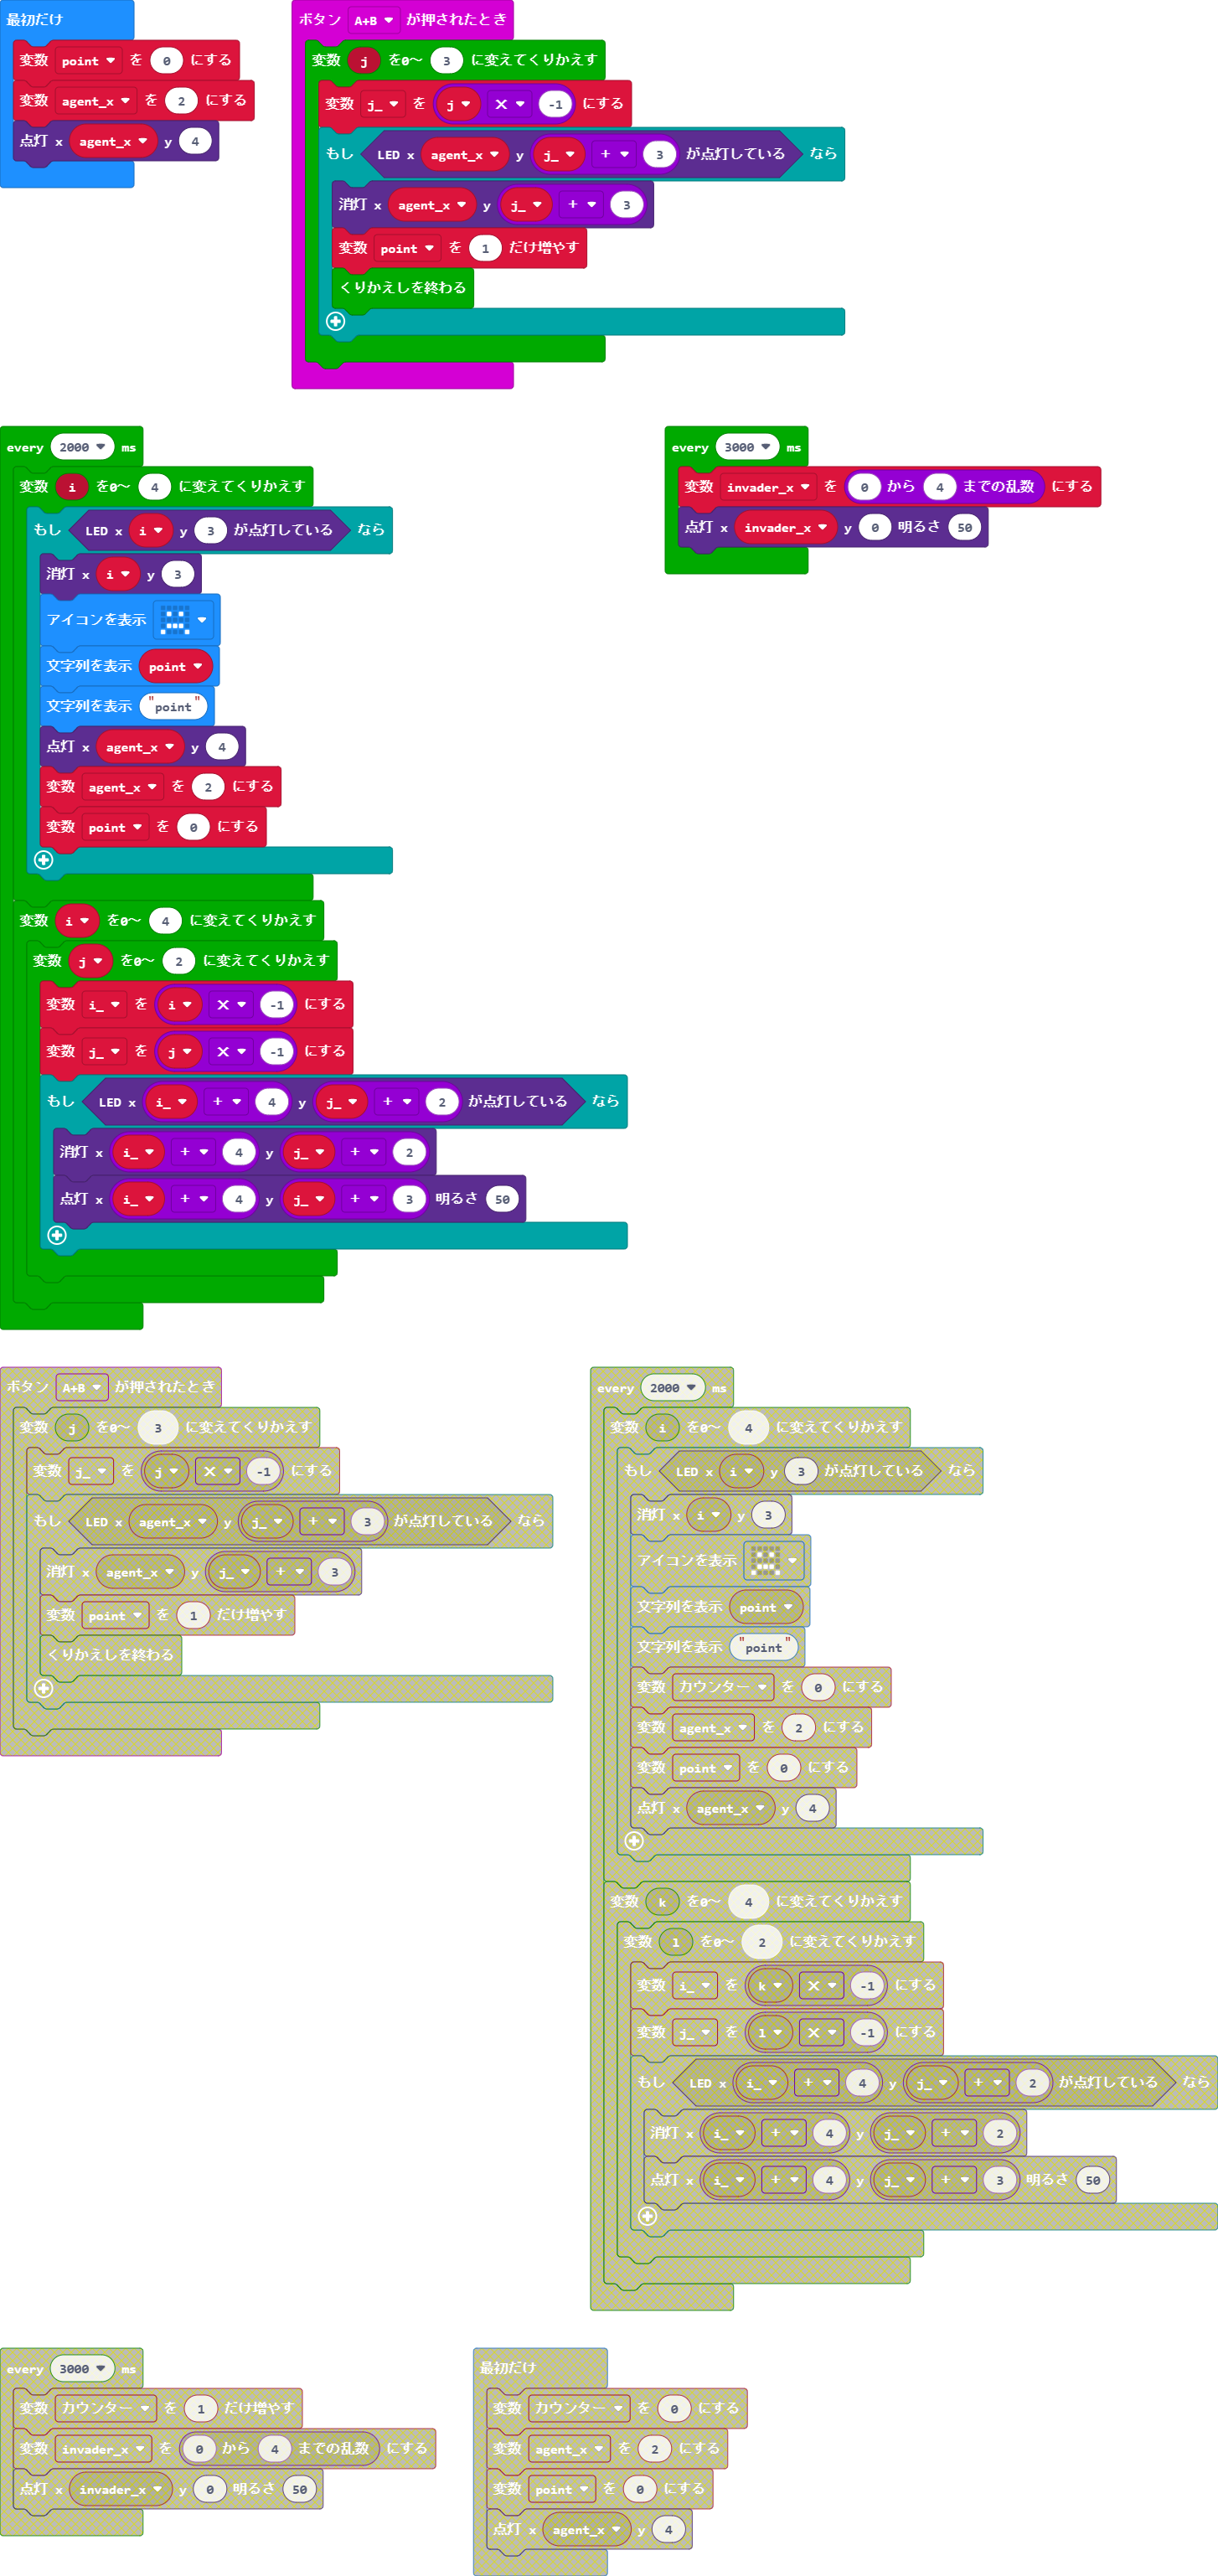 最初だけ
変数 point を 0 にする
変数 agent_x を 2 にする
点灯 x agent_x y 4
ボタン A+B が押されたとき
変数 j を0～ 3 に変えてくりかえす
変数 j_ を j × -1 にする
もし LED x agent_x y j_ + 3 が点灯している なら
消灯 x agent_x y j_ + 3
変数 point を 1 だけ増やす
くりかえしを終わる
every 2000 ms
変数 i を0～ 4 に変えてくりかえす
もし LED x i y 3 が点灯している なら
消灯 x i y 3
アイコンを表示
文字列を表示 point
文字列を表示 "point"
点灯 x agent_x y 4
変数 agent_x を 2 にする
変数 point を 0 にする
変数 i を0～ 4 に変えてくりかえす
変数 j を0～ 2 に変えてくりかえす
変数 i_ を i × -1 にする
変数 j_ を j × -1 にする
もし LED x i_ + 4 y j_ + 2 が点灯している なら
消灯 x i_ + 4 y j_ + 2
点灯 x i_ + 4 y j_ + 3 明るさ 50
every 3000 ms
変数 invader_x を 0 から 4 までの乱数 にする
点灯 x invader_x y 0 明るさ 50
ボタン A+B が押されたとき
変数 j を0～ 3 に変えてくりかえす
変数 j_ を j × -1 にする
もし LED x agent_x y j_ + 3 が点灯している なら
消灯 x agent_x y j_ + 3
変数 point を 1 だけ増やす
くりかえしを終わる
every 2000 ms
変数 i を0～ 4 に変えてくりかえす
もし LED x i y 3 が点灯している なら
消灯 x i y 3
アイコンを表示
文字列を表示 point
文字列を表示 "point"
変数 カウンター を 0 にする
変数 agent_x を 2 にする
変数 point を 0 にする
点灯 x agent_x y 4
変数 k を0～ 4 に変えてくりかえす
変数 l を0～ 2 に変えてくりかえす
変数 i_ を k × -1 にする
変数 j_ を l × -1 にする
もし LED x i_ + 4 y j_ + 2 が点灯している なら
消灯 x i_ + 4 y j_ + 2
点灯 x i_ + 4 y j_ + 3 明るさ 50
every 3000 ms
変数 カウンター を 1 だけ増やす
変数 invader_x を 0 から 4 までの乱数 にする
点灯 x invader_x y 0 明るさ 50
最初だけ
変数 カウンター を 0 にする
変数 agent_x を 2 にする
変数 point を 0 にする
点灯 x agent_x y 4